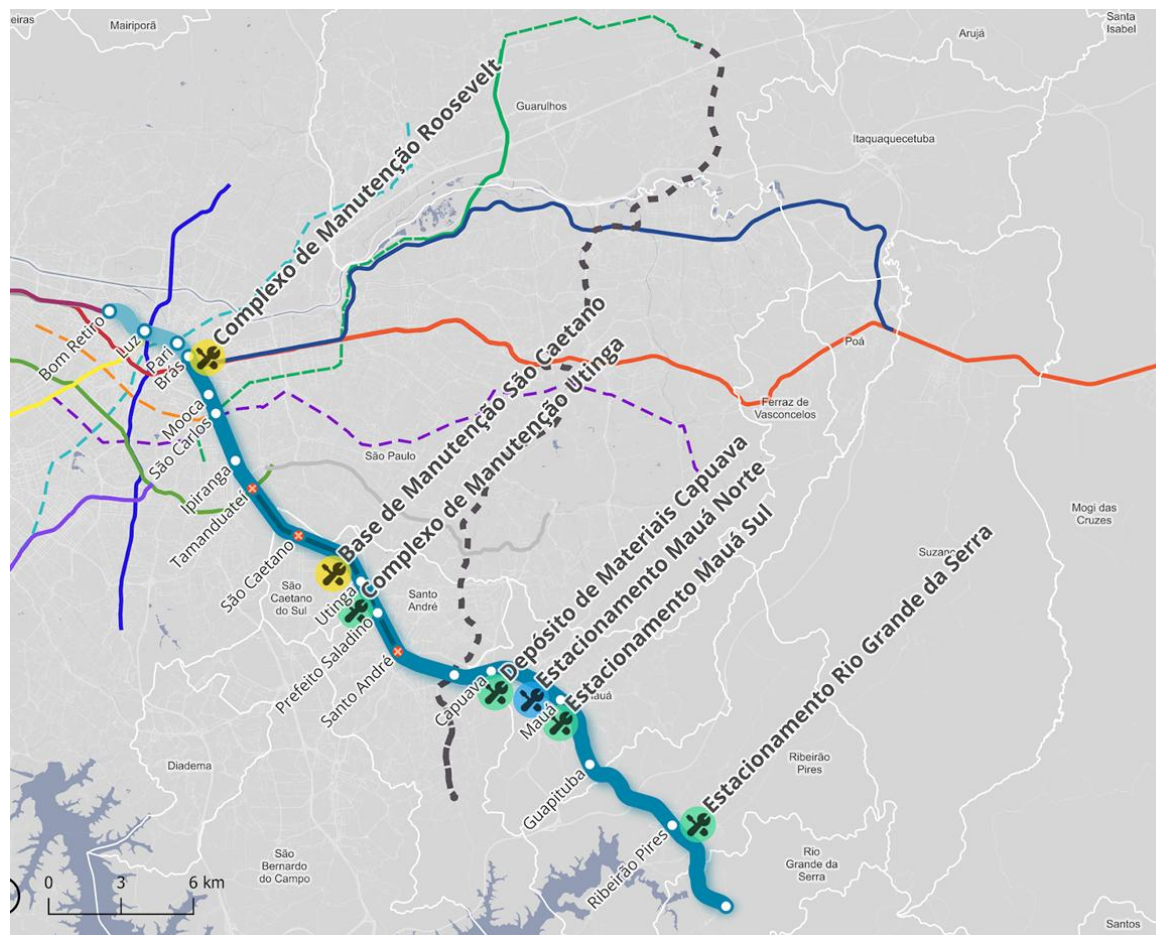 eiras
Mairiporã
Santa
Isabel
Arujá
Guarulhos
Itaquaquecetuba
Complexo de Manutenção Roosevelt
Bom Retiro
Luz
Pari
Brás
Poá
Mooca
Ferraz de
Vasconcelos
São Carlos
São Paulo
Base de Manutenção São Caetano
Complexo de Manutenção Utinga
Ipiranga
Tamanduateí
Mogi das
Cruzes
São Caetano
São
Caetano
do Sul
Utinga
Santo
André
Prefeito Saladino
Santo André
Depósito de Materiais Capuava
Estacionamento Mauá Norte
Estacionamento Mauá Sul
Estacionamento Rio Grande da Serra
Capuava
Mauá
Diadema
Guapituba
Ribeirão
Pires
Ribeirão Pires
São
Bernardo
do Campo
Rio
Grande da
Serra
0 3 6 km
Santos